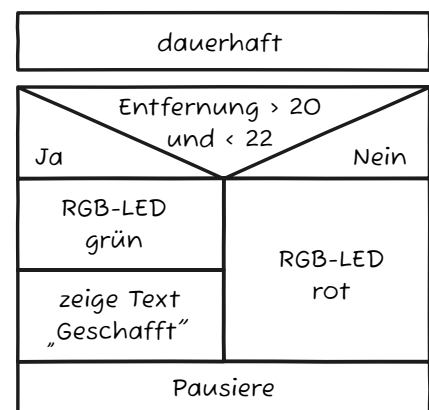 dauerhaft
Entfernung > 20
und < 22
Ja
Nein
RGB-LED
grün
zeige Text
„Geschafft“
RGB-LED
rot
Pausiere